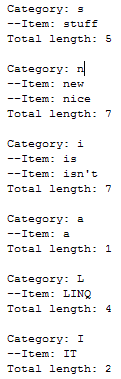 Category: s
--Item: stuff
Total length: 5
Category: n
--Item: new
--Item: nice
Total length: 7
Category: i
--Item: is
--Item: isn't
Total length: 7
Category: a
--Item: a
Total length: 1
Category: L
--Item: LINQ
Total length: 4
Category: I
--Item: IT
Total length: 2